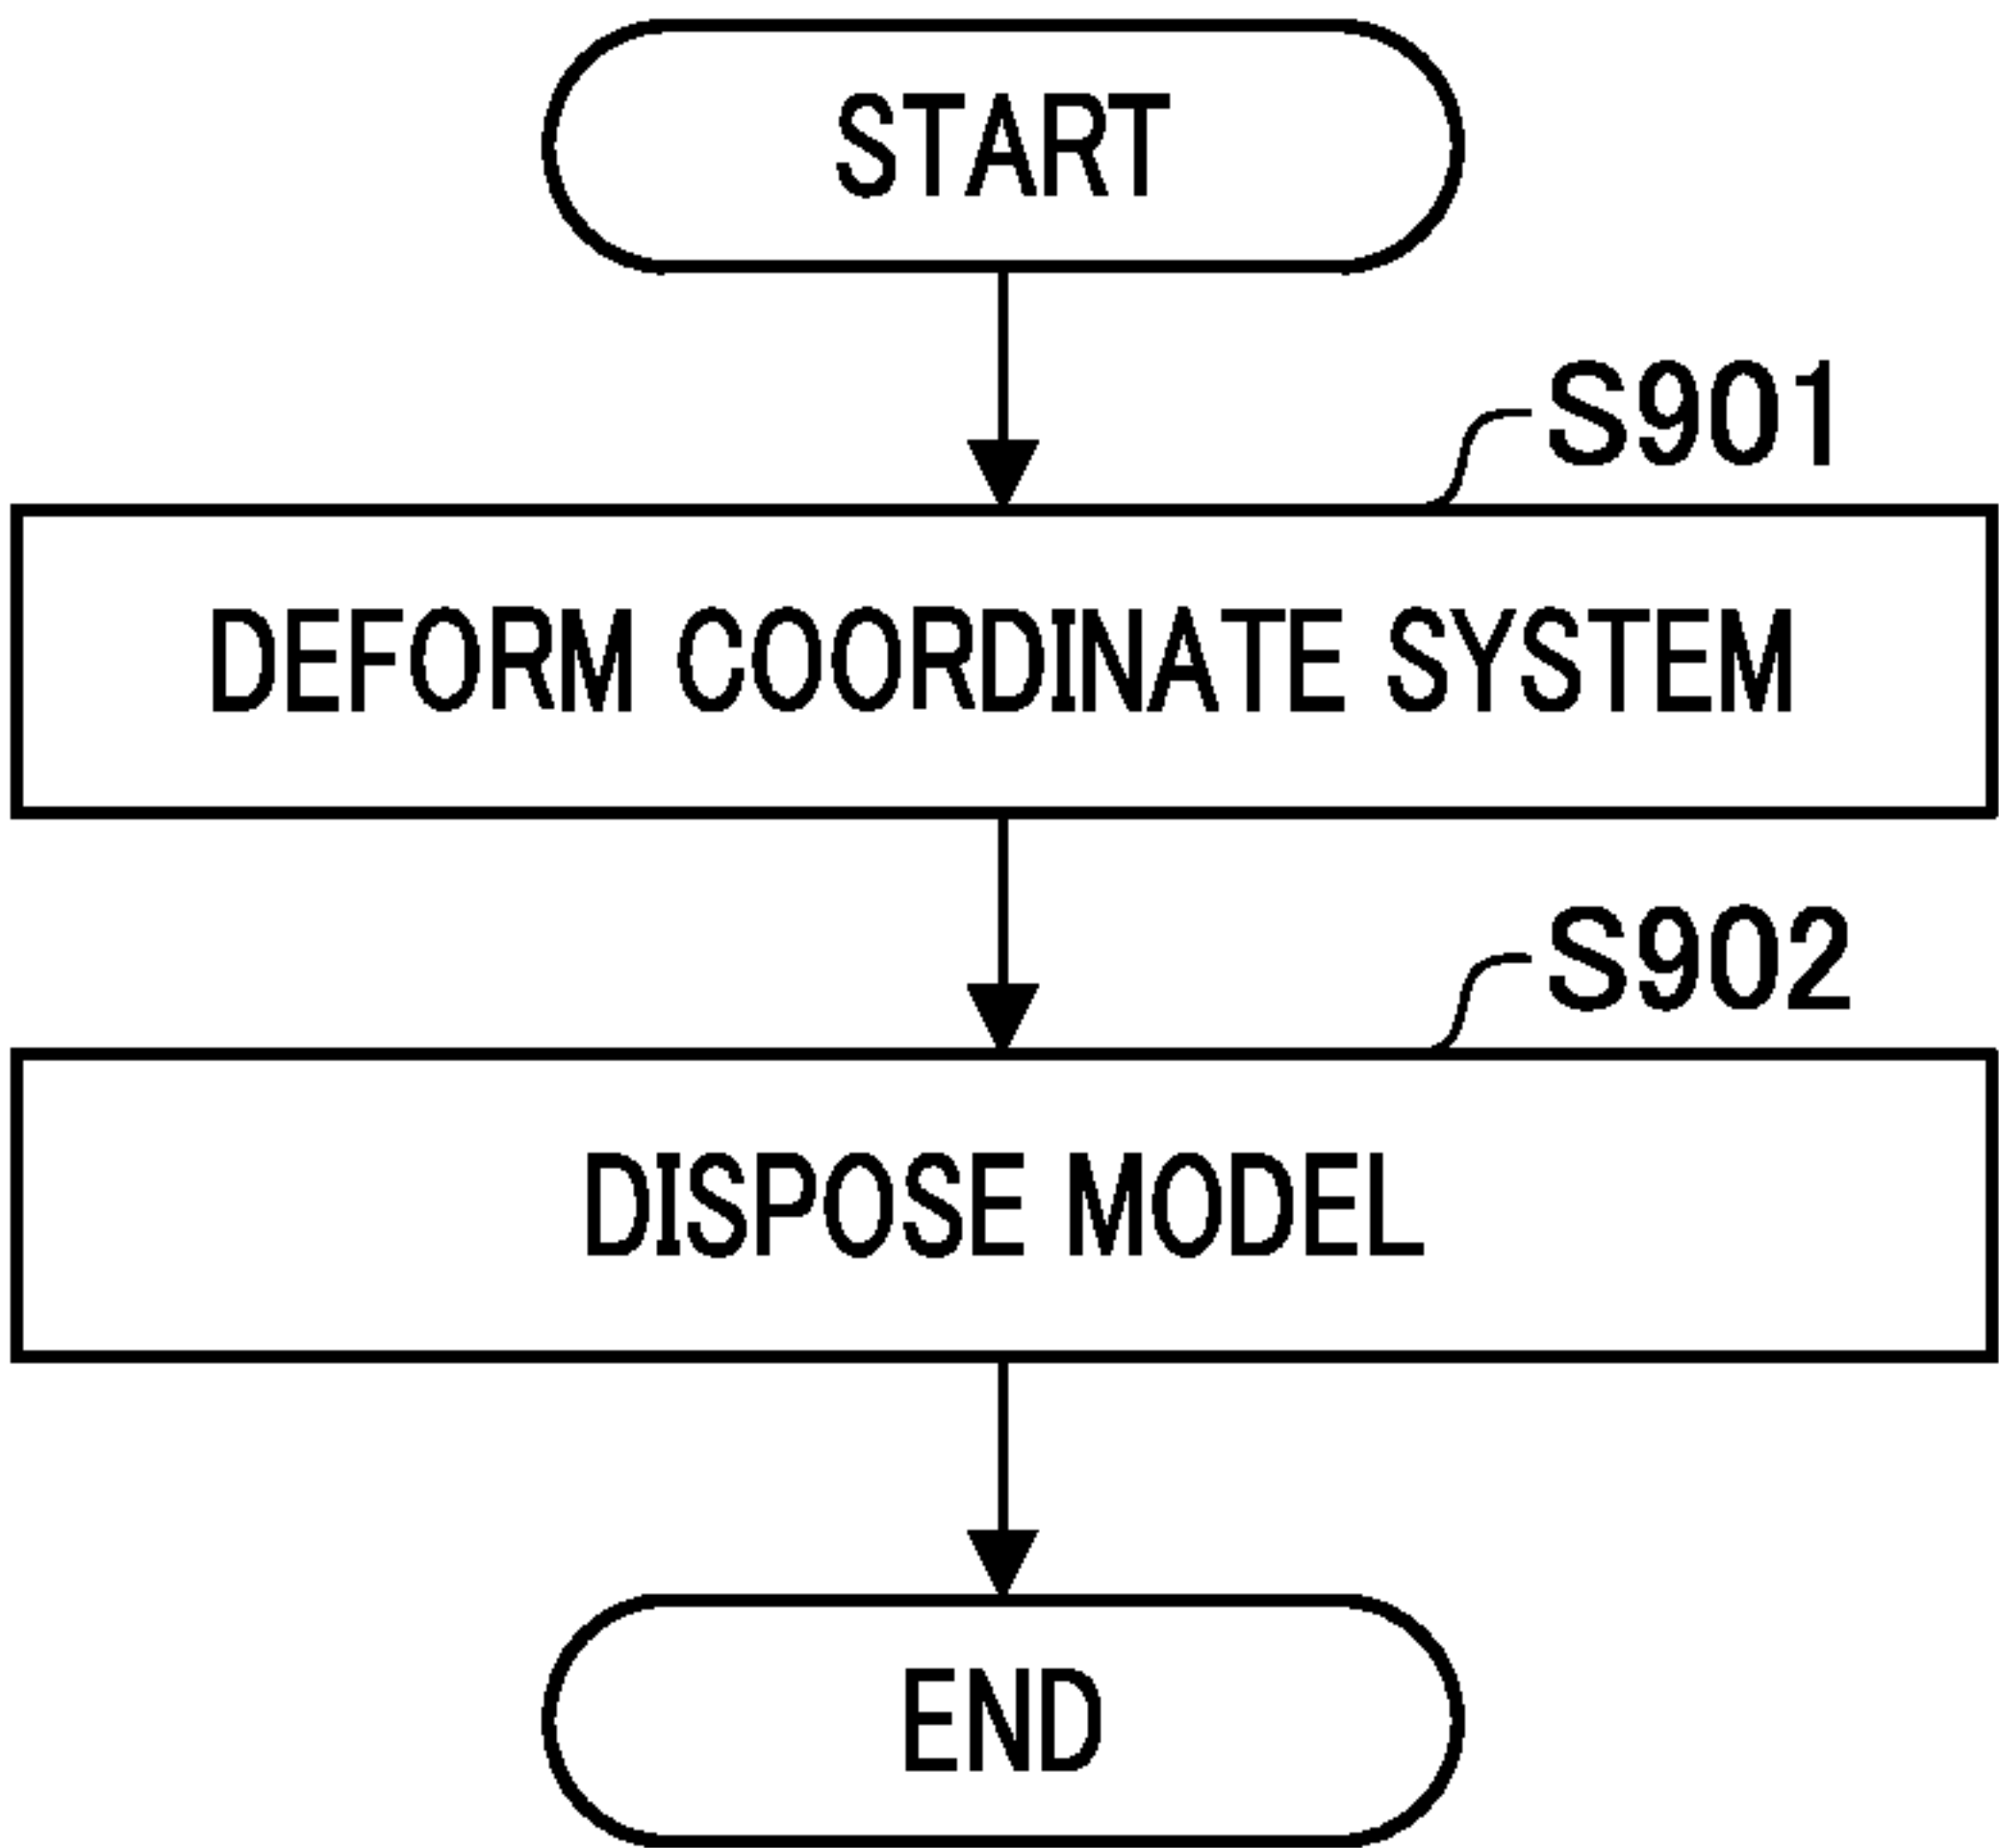 START
S901
DEFORM COORDINATE SYSTEM
S902
DISPOSE MODEL
END